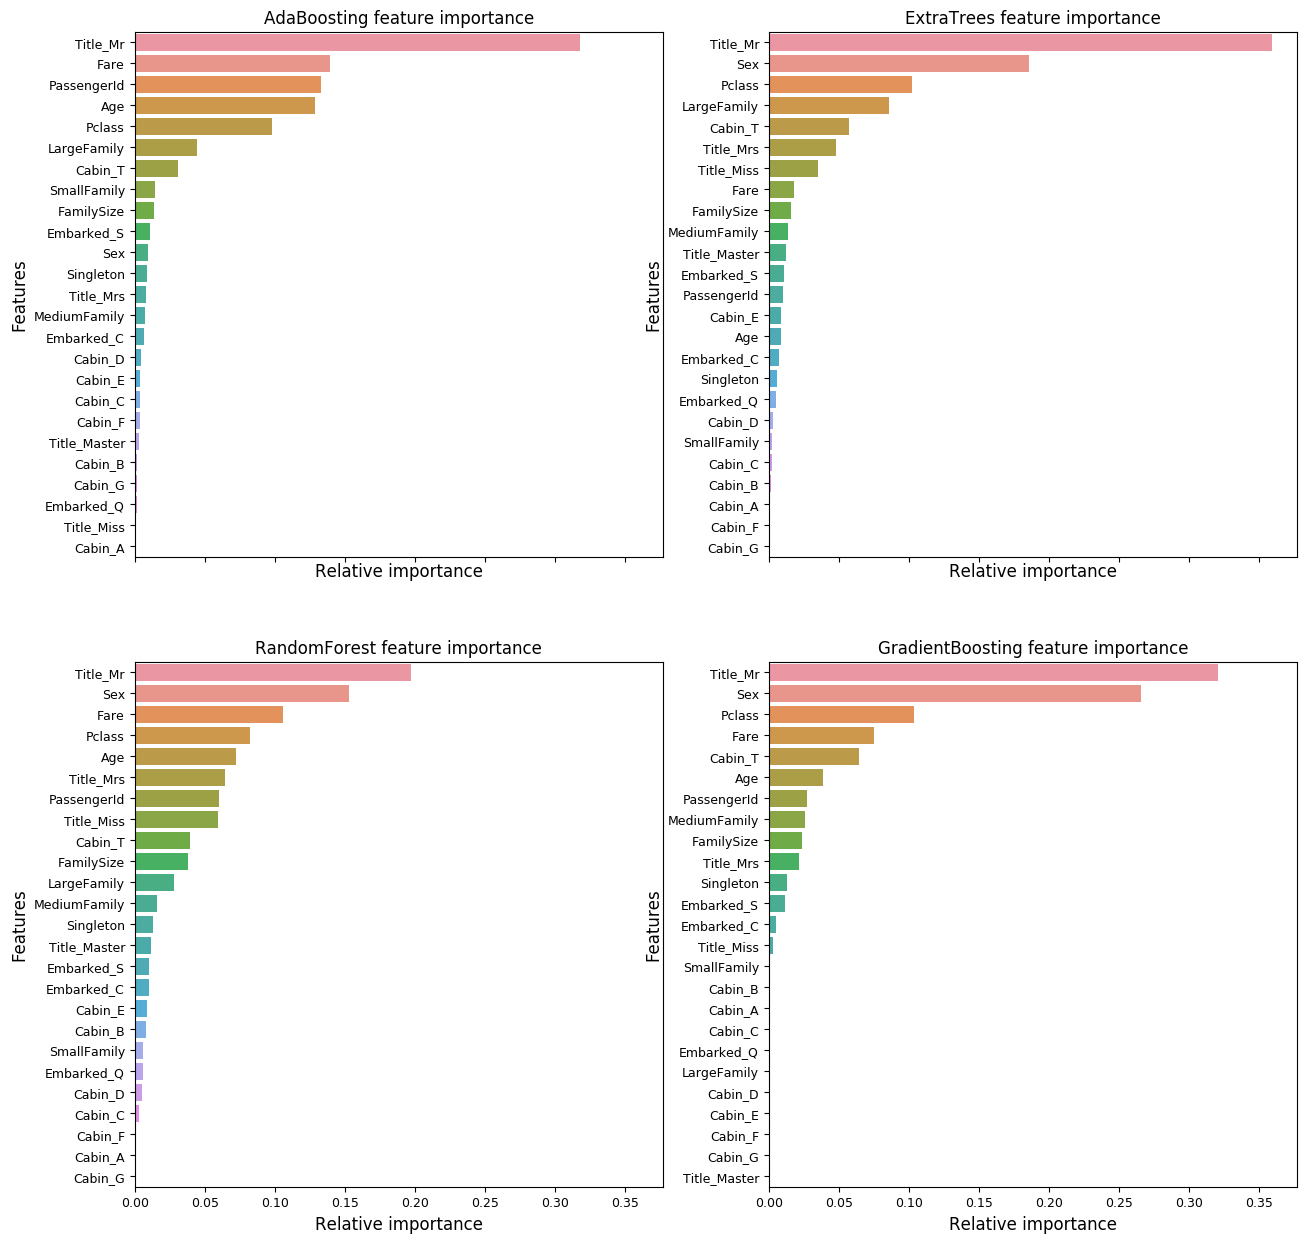 AdaBoosting feature importance
Title_Mr
Fare
PassengerId
Age
Pclass
LargeFamily
Cabin_T
SmallFamily
FamilySize
Embarked_S
Sex
Singleton
Title_Mrs
MediumFamily
Embarked_C
Cabin_D
Cabin_E
Cabin_C
Cabin_F
Title_Master
Cabin_B
Cabin_G
Embarked_Q
Title_Miss
Cabin_A
Features
Relative importance
ExtraTrees feature importance
Title_Mr
Sex
Pclass
LargeFamily
Cabin_T
Title_Mrs
Title_Miss
Fare
FamilySize
MediumFamily
Title_Master
Embarked_S
PassengerId
Cabin_E
Age
Embarked_C
Singleton
Embarked_Q
Cabin_D
SmallFamily
Cabin_C
Cabin_B
Cabin_A
Cabin_F
Cabin_G
Features
Relative importance
RandomForest feature importance
Title_Mr
Sex
Fare
Pclass
Age
Title_Mrs
PassengerId
Title_Miss
Cabin_T
FamilySize
LargeFamily
MediumFamily
Singleton
Title_Master
Embarked_S
Embarked_C
Cabin_E
Cabin_B
SmallFamily
Embarked_Q
Cabin_D
Cabin_C
Cabin_F
Cabin_A
Cabin_G
Features
0.00 0.05 0.10 0.15 0.20 0.25 0.30 0.35
Relative importance
GradientBoosting feature importance
Title_Mr
Sex
Pclass
Fare
Cabin_T
Age
PassengerId
MediumFamily
FamilySize
Title_Mrs
Singleton
Embarked_S
Embarked_C
Title_Miss
SmallFamily
Cabin_B
Cabin_A
Cabin_C
Embarked_Q
LargeFamily
Cabin_D
Cabin_E
Cabin_F
Cabin_G
Title_Master
Features
0.00 0.05 0.10 0.15 0.20 0.25 0.30 0.35
Relative importance